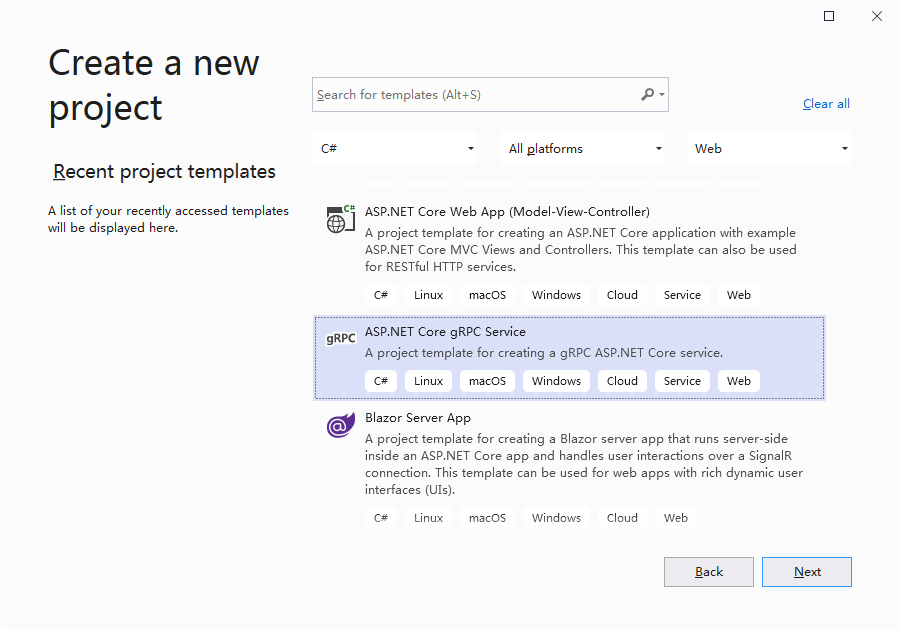 Create a new
project
Search for templates (Alt+S)
Clear all
C#
All platforms
Web
Recent project templates
A list of your recently accessed templates
will be displayed here.
C#
ASP.NET Core Web App (Model-View-Controller)
A project template for creating an ASP.NET Core application with example
ASP.NET Core MVC Views and Controllers. This template can also be used
for RESTful HTTP services.
C# Linux macOS Windows Cloud Service Web
gRPC
ASP.NET Core gRPC Service
A project template for creating a gRPC ASP.NET Core service.
C# Linux macOS Windows Cloud Service Web
@
Blazor Server App
A project template for creating a Blazor server app that runs server-side
inside an ASP.NET Core app and handles user interactions over a SignalR
connection. This template can be used for web apps with rich dynamic user
interfaces (UIs).
C# Linux macOS Windows Cloud Web
Back
Next